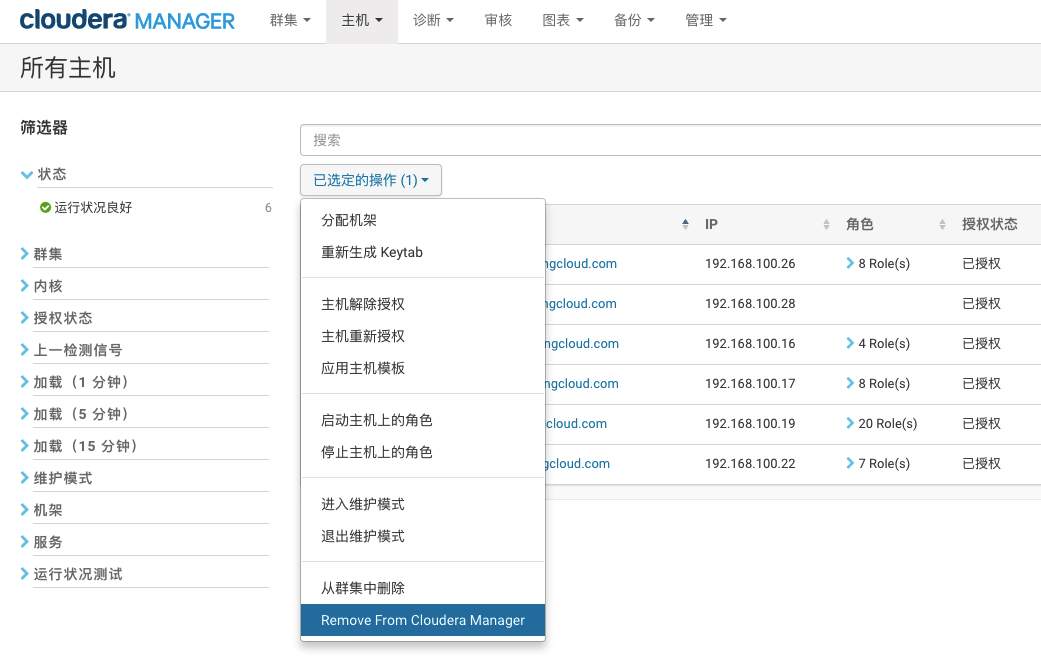 cloudera MANAGER 群集 主机 诊断 审核 图表 备份 管理
所有主机
筛选器
状态
运行状况良好 6
群集
内核
授权状态
上一检测信号
加载（1 分钟）
加载（5 分钟）
加载（15 分钟）
维护模式
机架
服务
运行状况测试
搜索
已选定的操作 (1)
分配机架
重新生成 Keytab
主机解除授权
主机重新授权
应用主机模板
启动主机上的角色
停止主机上的角色
进入维护模式
退出维护模式
从群集中删除
Remove From Cloudera Manager
IP 角色 授权状态
ngcloud.com 192.168.100.26 8 Role(s) 已授权
ngcloud.com 192.168.100.28 已授权
ngcloud.com 192.168.100.16 4 Role(s) 已授权
ngcloud.com 192.168.100.17 8 Role(s) 已授权
cloud.com 192.168.100.19 20 Role(s) 已授权
gcloud.com 192.168.100.22 7 Role(s) 已授权